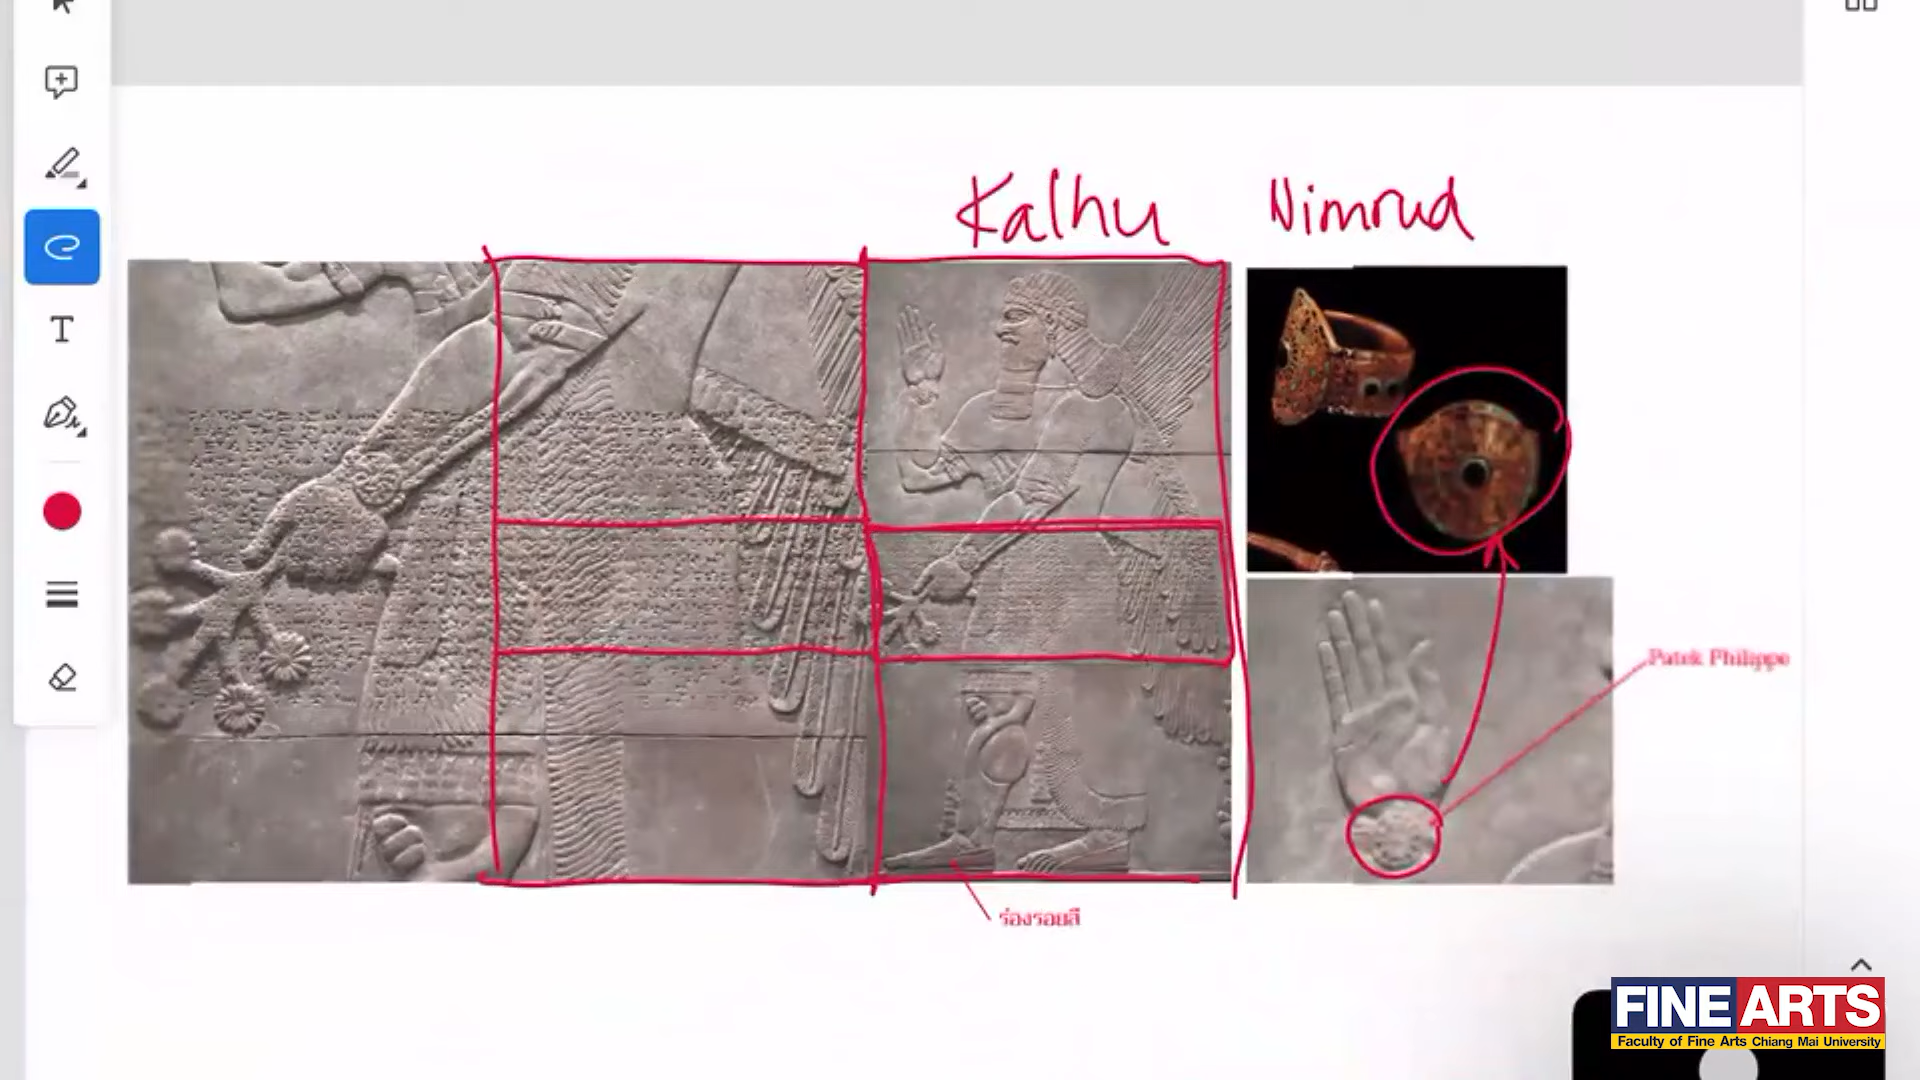 Kalhu Nimrud
Patek Philippe
ร่องรอยสี
FINE ARTS
Faculty of Fine Arts Chiang Mai University